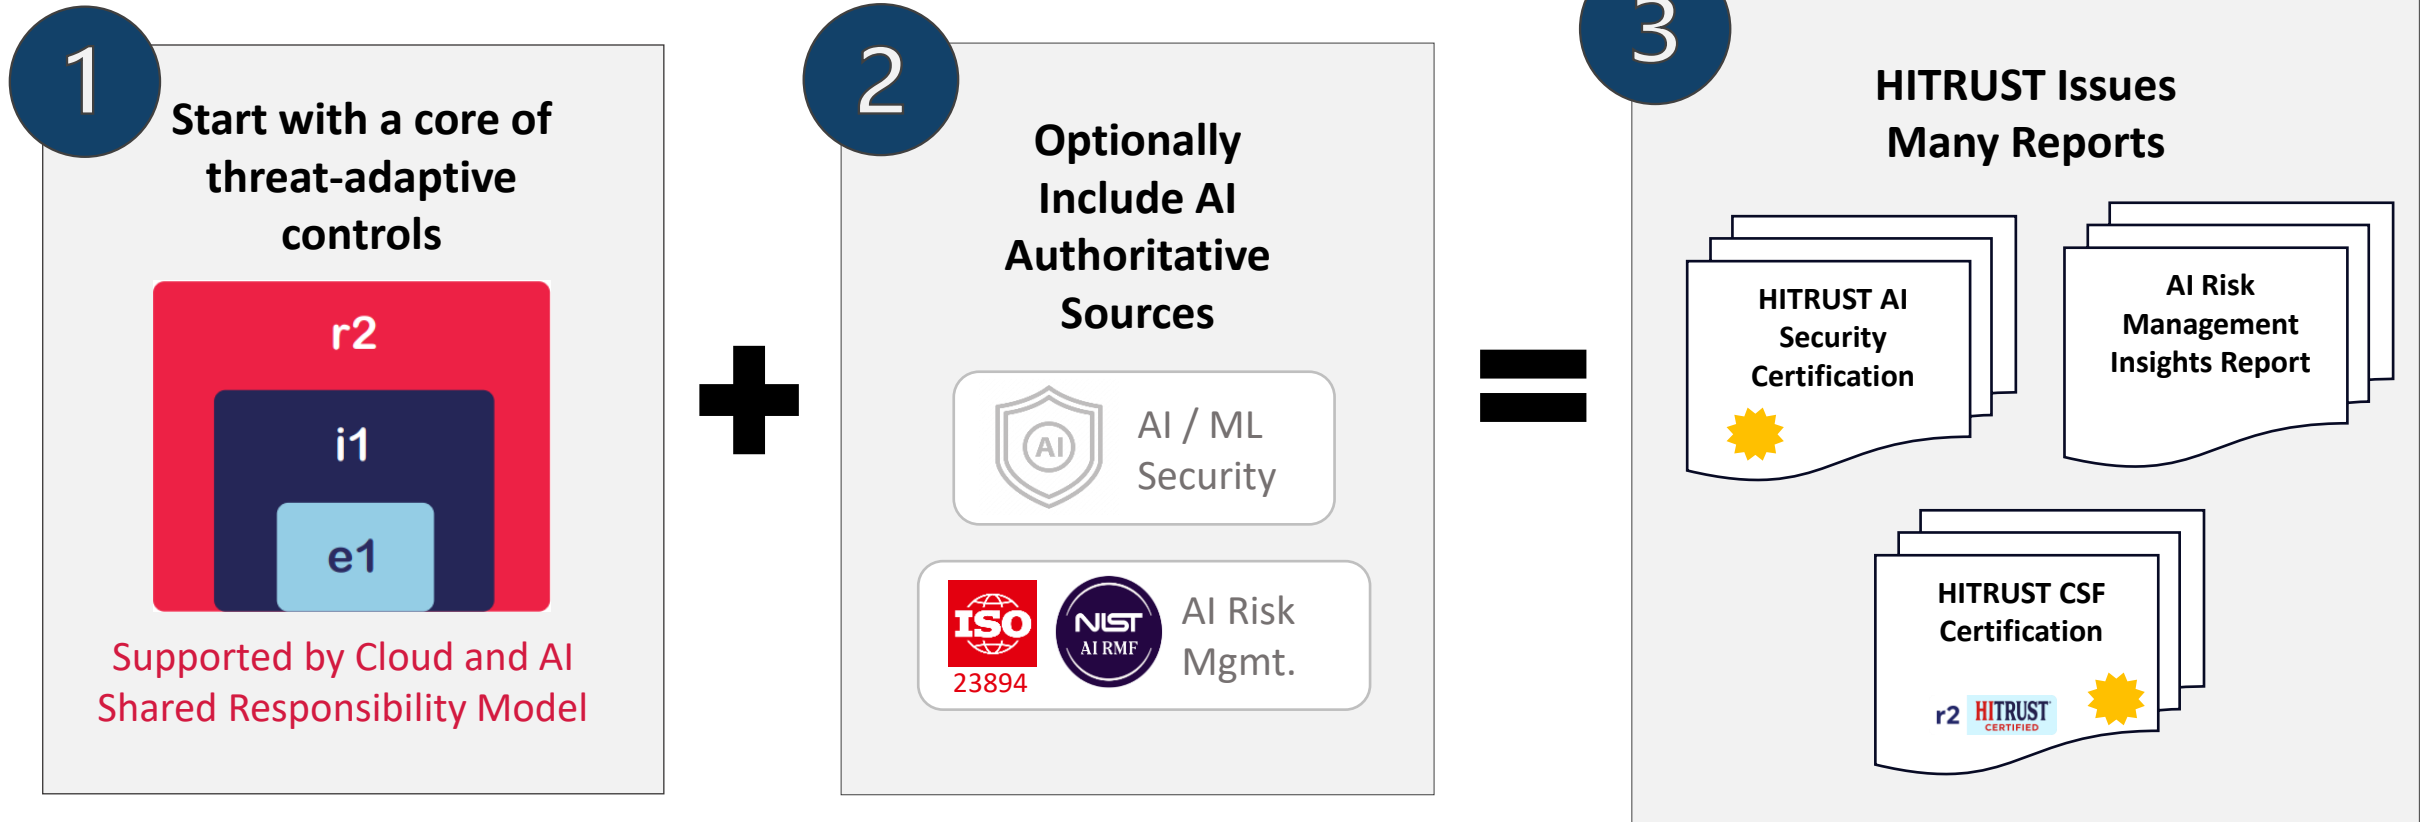 1
Start with a core of
threat-adaptive
controls
r2
i1
e1
Supported by Cloud and AI
Shared Responsibility Model
2
Optionally
Include AI
Authoritative
Sources
AI
AI / ML
Security
ISO
23894
NIST
AI RMF
AI Risk
Mgmt.
3
HITRUST Issues
Many Reports
HITRUST AI
Security
Certification
AI Risk
Management
Insights Report
HITRUST CSF
Certification
r2 HITRUST
CERTIFIED